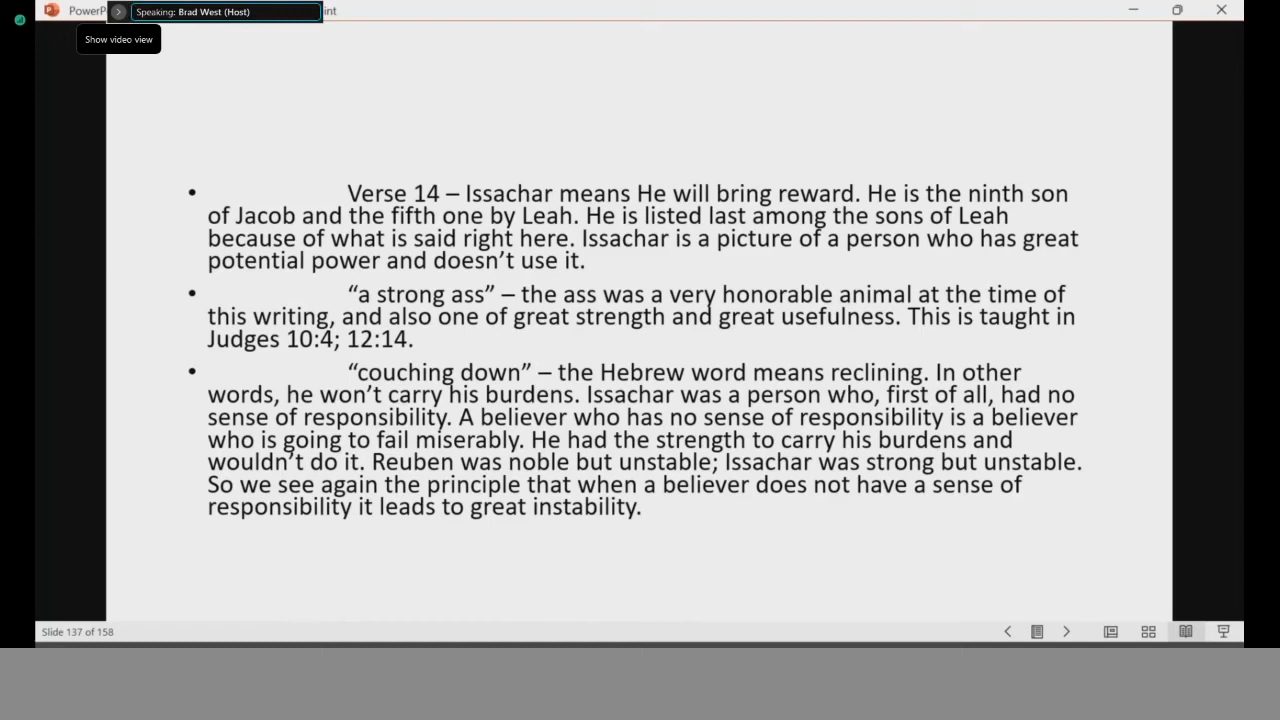 PowerP
Speaking: Brad West (Host)
int
Show video view
• Verse 14 – Issachar means He will bring reward. He is the ninth son
of Jacob and the fifth one by Leah. He is listed last among the sons of Leah
because of what is said right here. Issachar is a picture of a person who has great
potential power and doesn’t use it.
• “a strong ass” – the ass was a very honorable animal at the time of
this writing, and also one of great strength and great usefulness. This is taught in
Judges 10:4; 12:14.
• “couching down” – the Hebrew word means reclining. In other
words, he won’t carry his burdens. Issachar was a person who, first of all, had no
sense of responsibility. A believer who has no sense of responsibility is a believer
who is going to fail miserably. He had the strength to carry his burdens and
wouldn’t do it. Reuben was noble but unstable; Issachar was strong but unstable.
So we see again the principle that when a believer does not have a sense of
responsibility it leads to great instability.
Slide 137 of 158